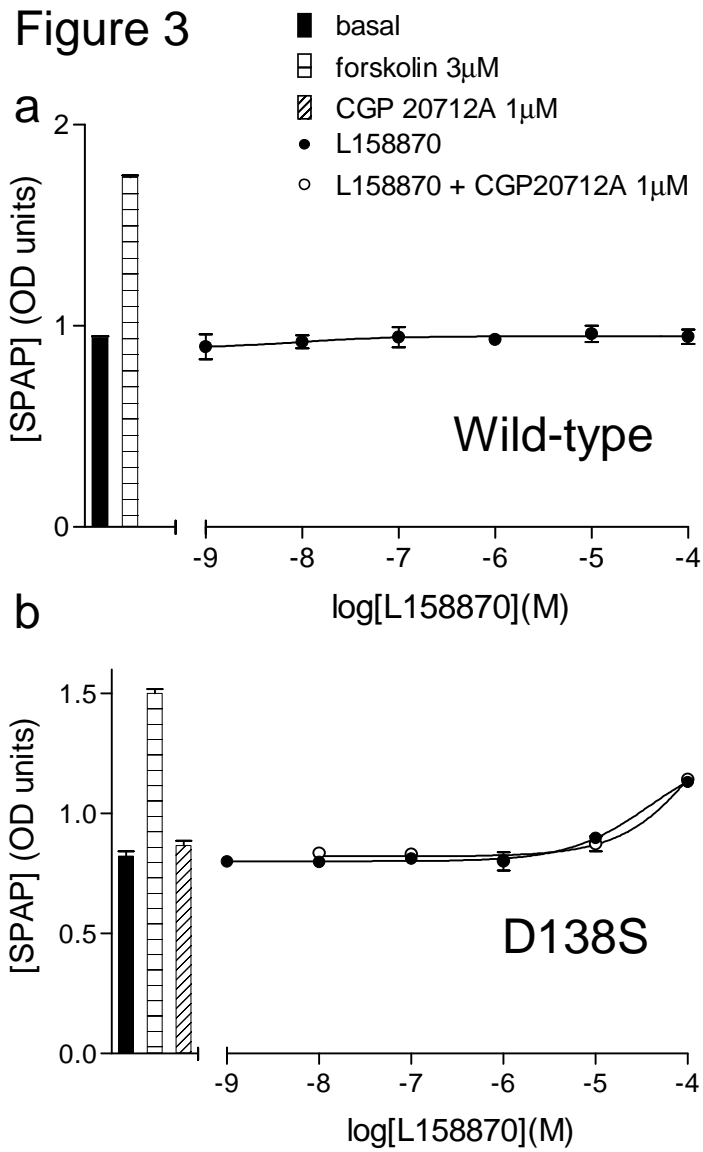 Figure 3
basal
forskolin 3μM
CGP 20712A 1μM
L158870
L158870 + CGP20712A 1μM
a
2
1
0
[SPAP] (OD units)
Wild-type
-9 -8 -7 -6 -5 -4
log[L158870](M)
b
1.5
1.0
0.5
0.0
[SPAP] (OD units)
D138S
-9 -8 -7 -6 -5 -4
log[L158870](M)